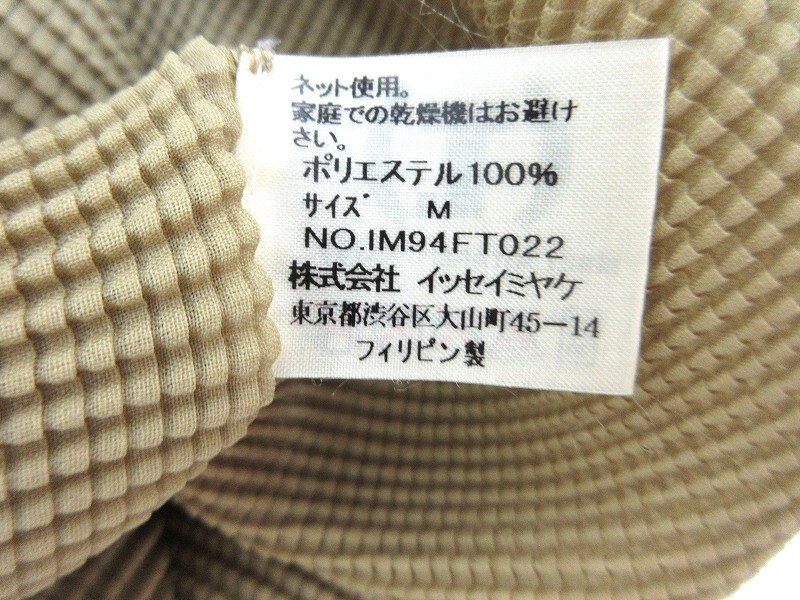 ネット使用。
家庭での乾燥機はお避け
さい。
ポリエステル100%
サイズ M
NO.IM94FT022
株式会社 イッセイミヤケ
東京都渋谷区大山町45−14
フィリピン製